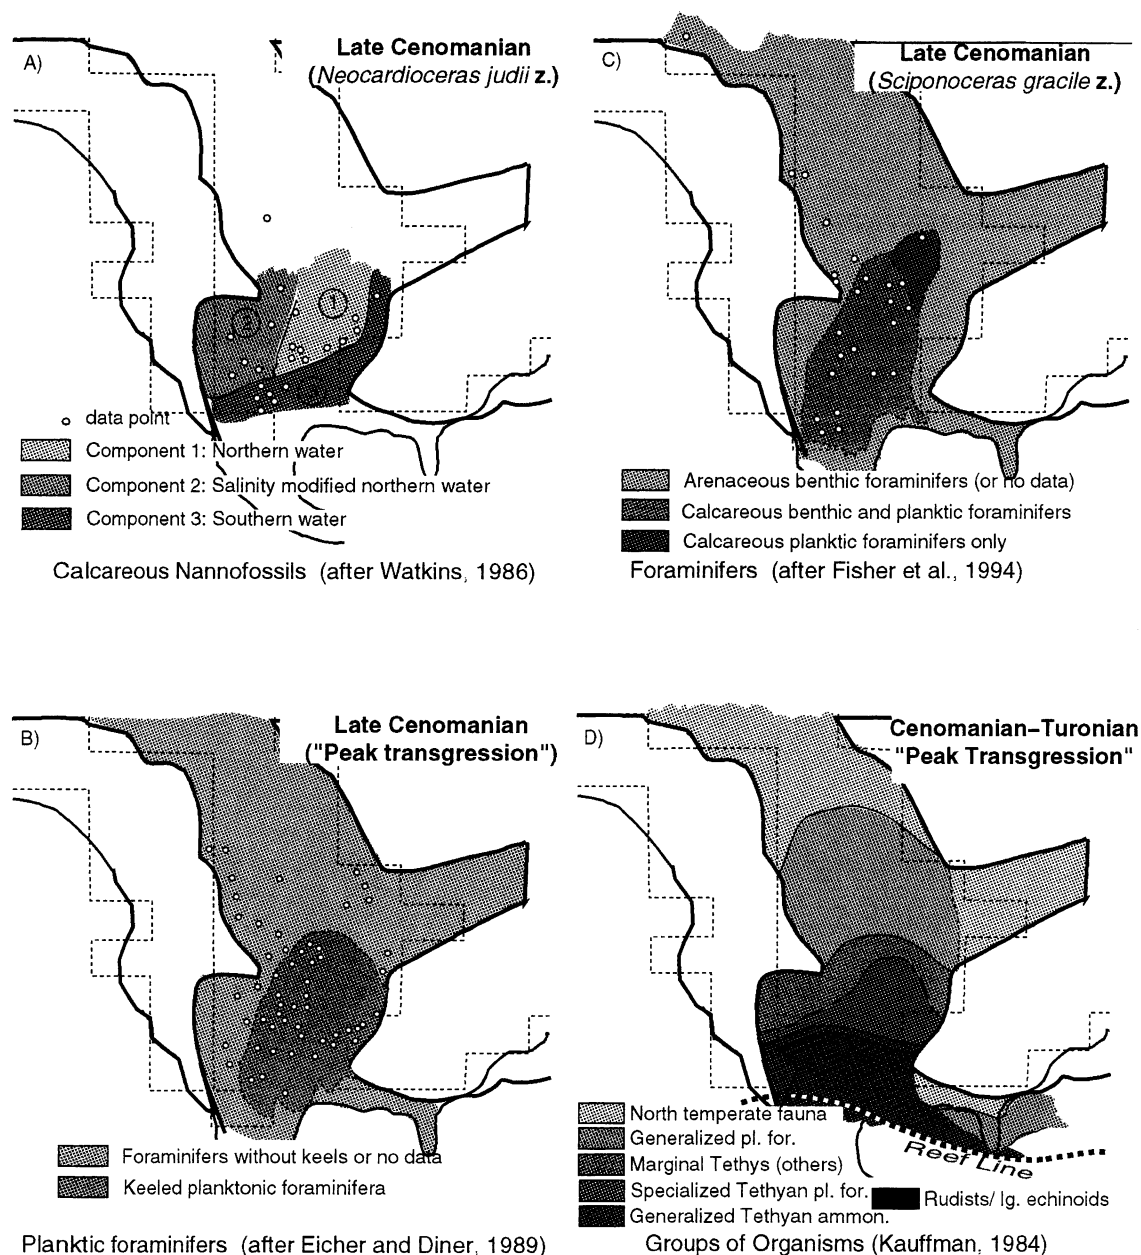 A)
Late Cenomanian
(Neocardioceras judii z.)
1
2
data point
Component 1: Northern water
Component 2: Salinity modified northern water
Component 3: Southern water
Calcareous Nannofossils (after Watkins, 1986)
C)
Late Cenomanian
(Sciponoceras gracile z.)
Arenaceous benthic foraminifers (or no data)
Calcareous benthic and planktic foraminifers
Calcareous planktic foraminifers only
Foraminifers (after Fisher et al., 1994)
B)
Late Cenomanian
("Peak transgression")
Foraminifers without keels or no data
Keeled planktonic foraminifera
Planktic foraminifers (after Eicher and Diner, 1989)
D)
Cenomanian–Turonian
"Peak Transgression"
North temperate fauna
Generalized pl. for.
Marginal Tethys (others)
Specialized Tethyan pl. for.
Generalized Tethyan ammon.
Reef Line
Rudists/ lg. echinoids
Groups of Organisms (Kauffman, 1984)